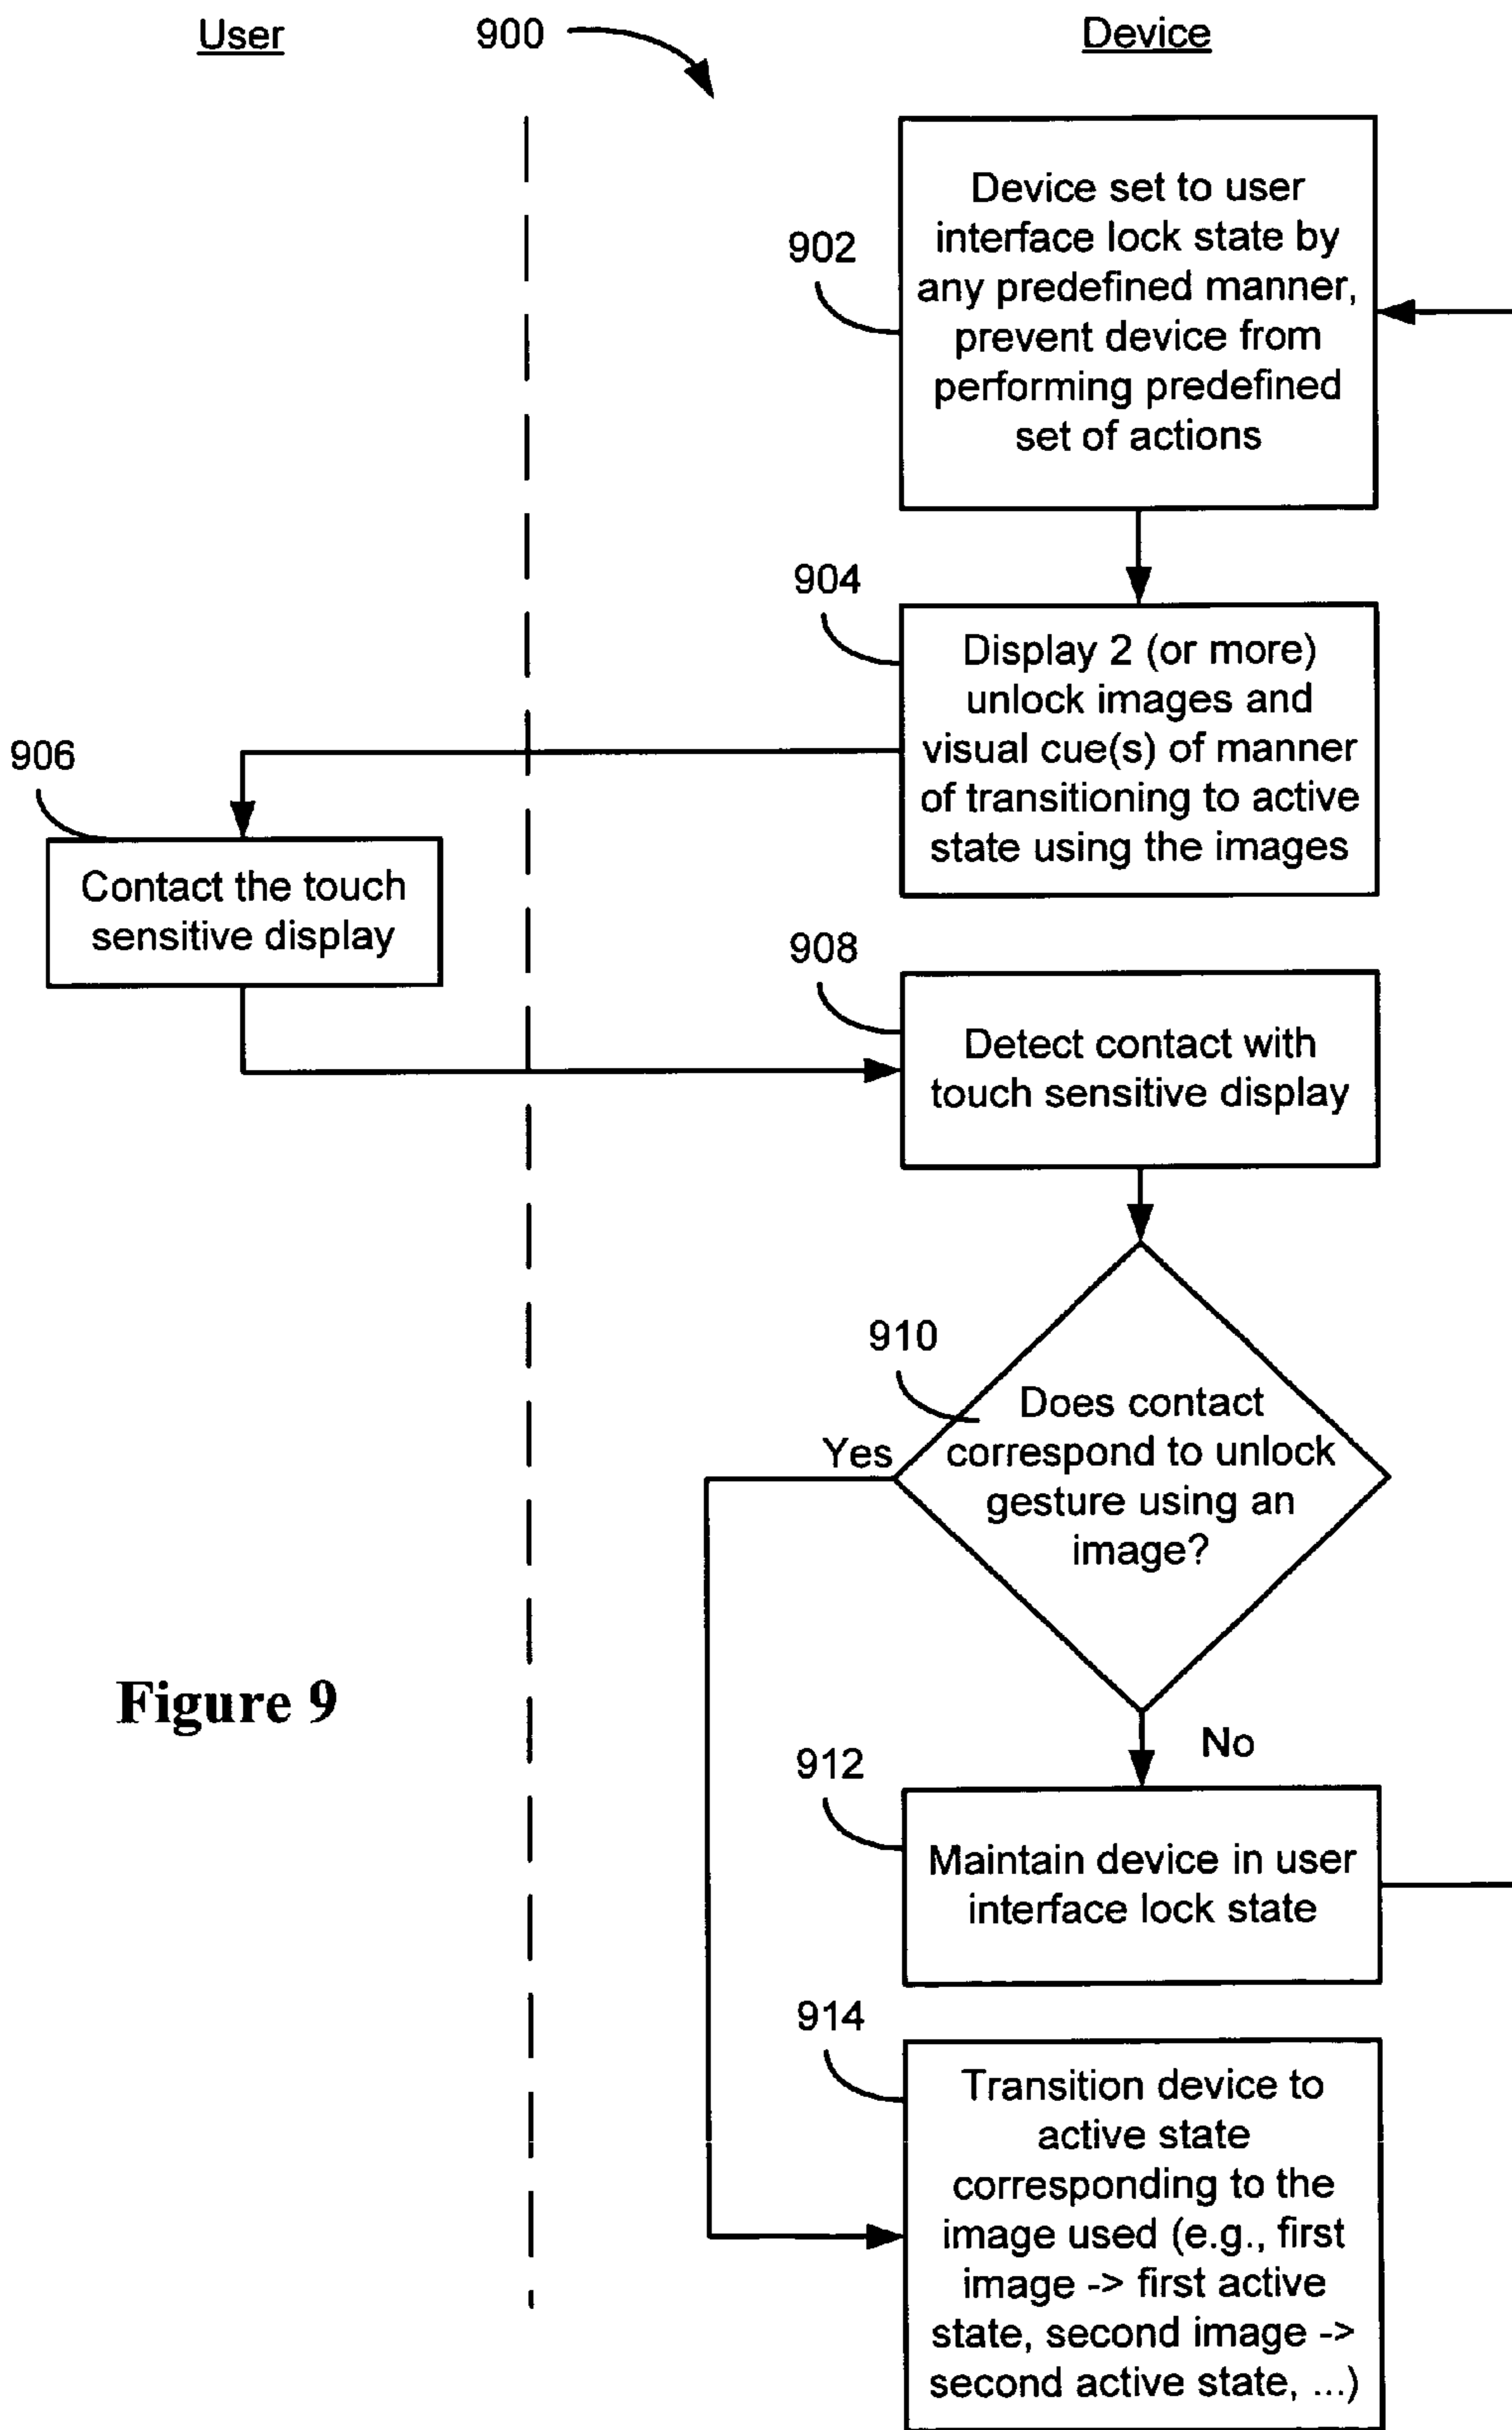 User
900
Device
902
Device set to user
interface lock state by
any predefined manner,
prevent device from
performing predefined
set of actions
904
Display 2 (or more)
unlock images and
visual cue(s) of manner
of transitioning to active
state using the images
906
Contact the touch
sensitive display
908
Detect contact with
touch sensitive display
910
Does contact
correspond to unlock
gesture using an
image?
Yes
No
Figure 9
912
Maintain device in user
interface lock state
914
Transition device to
active state
corresponding to the
image used (e.g., first
image -> first active
state, second image ->
second active state, ...)